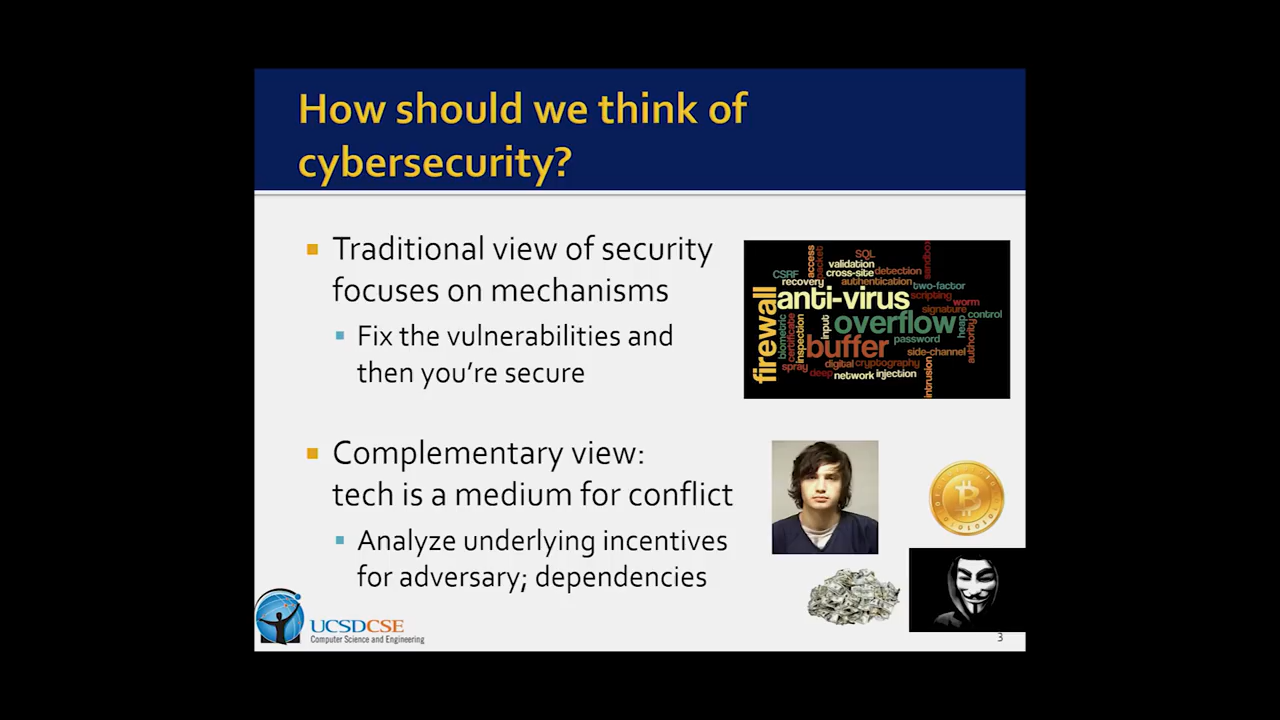 How should we think of
cybersecurity?
Traditional view of security
focuses on mechanisms
Fix the vulnerabilities and
then you're secure
SQL
access
packet
sandbox
validation
CSRF
cross-site
detection
recovery
authentication
two-factor
anti-virus
scripting
worm
firewall
signature
control
biometric
certificate
inspection
input
overflow
heap
authority
buffer
password
side-channel
spray
digital
cryptography
deep
network
injection
intrusion
Complementary view:
tech is a medium for conflict
Analyze underlying incentives
for adversary; dependencies
UCSDCSE
Computer Science and Engineering
3